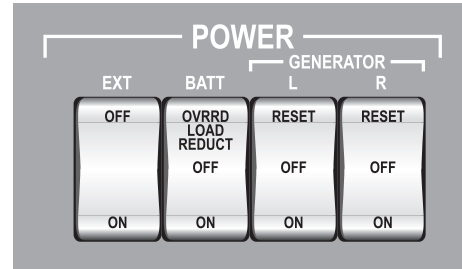 POWER
GENERATOR
EXT BATT L R
OFF OVRRD RESET RESET
LOAD
REDUCT
OFF OFF OFF
ON ON ON ON